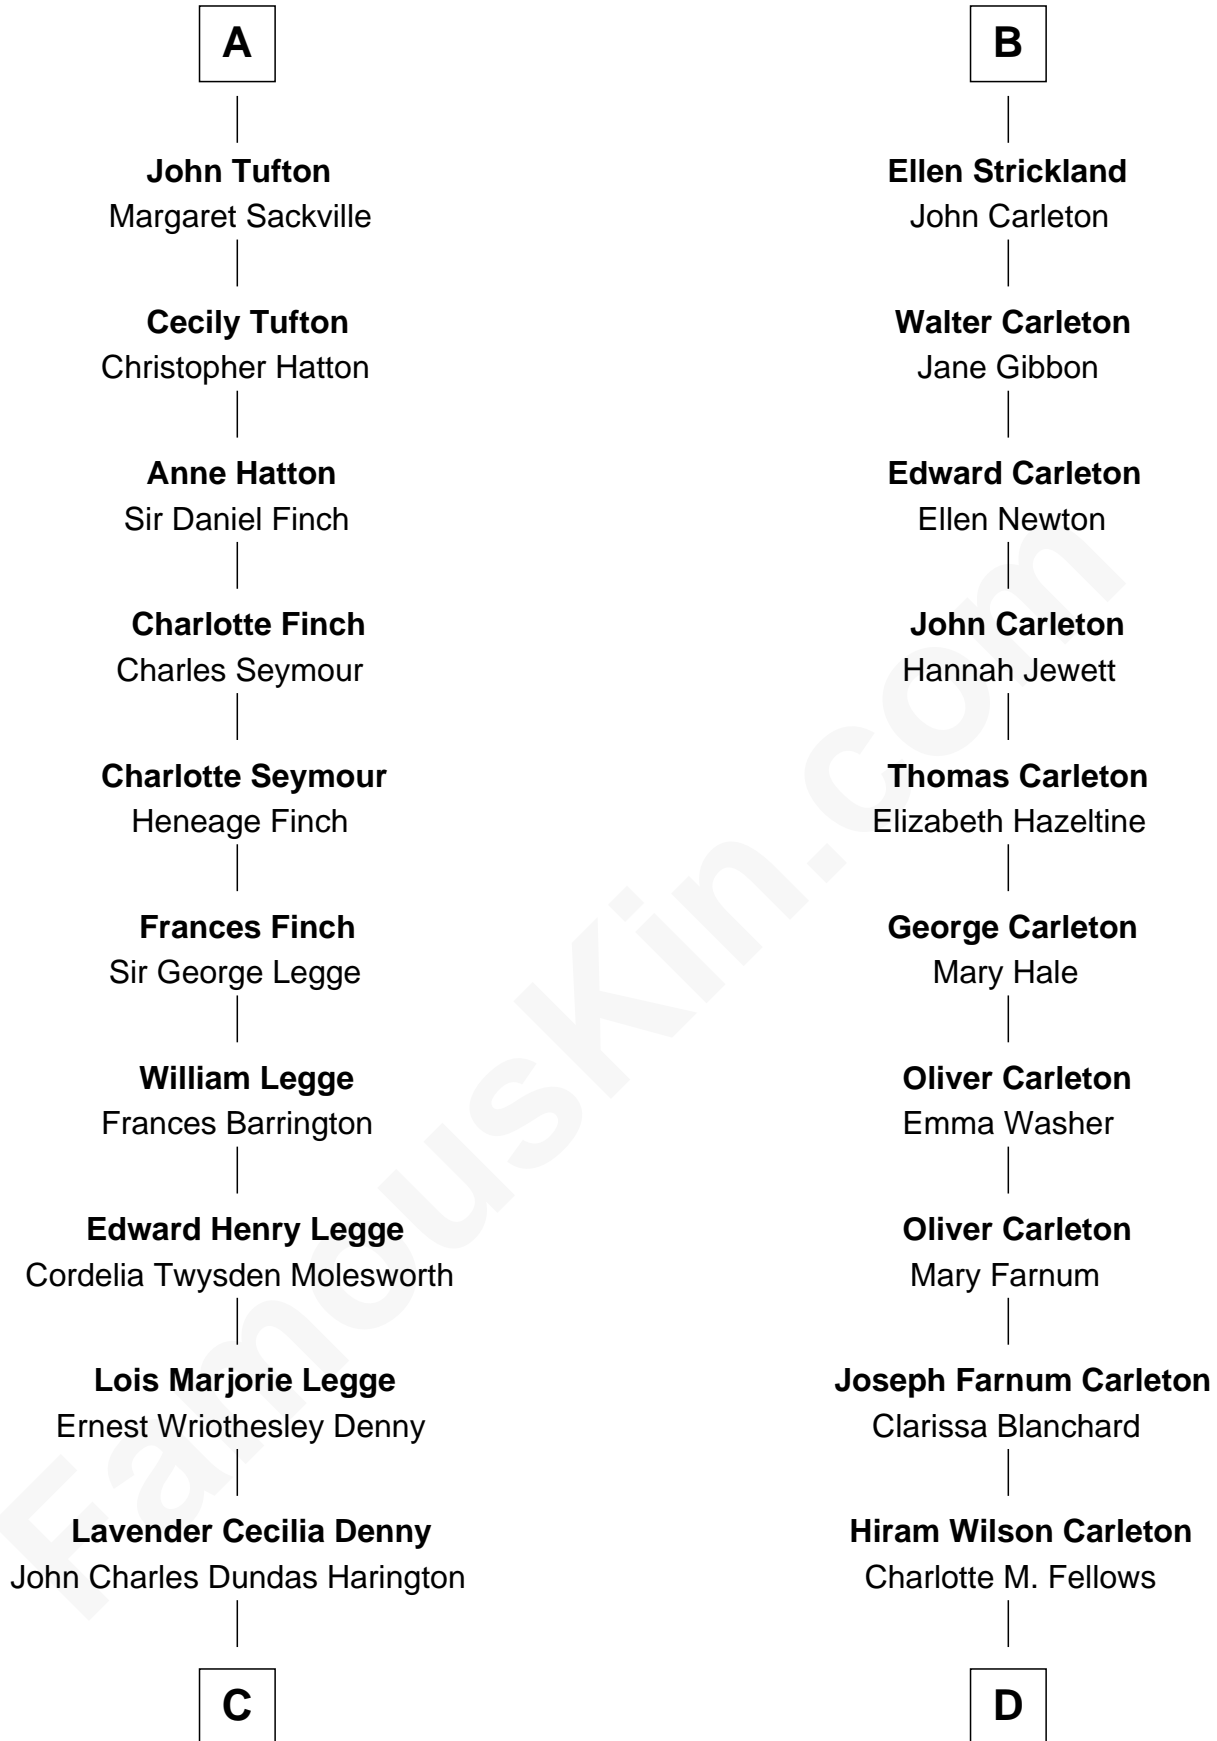 A
John Tufton
Margaret Sackville
Cecily Tufton
Christopher Hatton
Anne Hatton
Sir Daniel Finch
Charlotte Finch
Charles Seymour
Charlotte Seymour
Heneage Finch
Frances Finch
Sir George Legge
William Legge
Frances Barrington
Edward Henry Legge
Cordelia Twysden Molesworth
Lois Marjorie Legge
Ernest Wriothesley Denny
Lavender Cecilia Denny
John Charles Dundas Harington
C
B
Ellen Strickland
John Carleton
Walter Carleton
Jane Gibbon
Edward Carleton
Ellen Newton
John Carleton
Hannah Jewett
Thomas Carleton
Elizabeth Hazeltine
George Carleton
Mary Hale
Oliver Carleton
Emma Washer
Oliver Carleton
Mary Farnum
Joseph Farnum Carleton
Clarissa Blanchard
Hiram Wilson Carleton
Charlotte M. Fellows
D
FamousKin.com